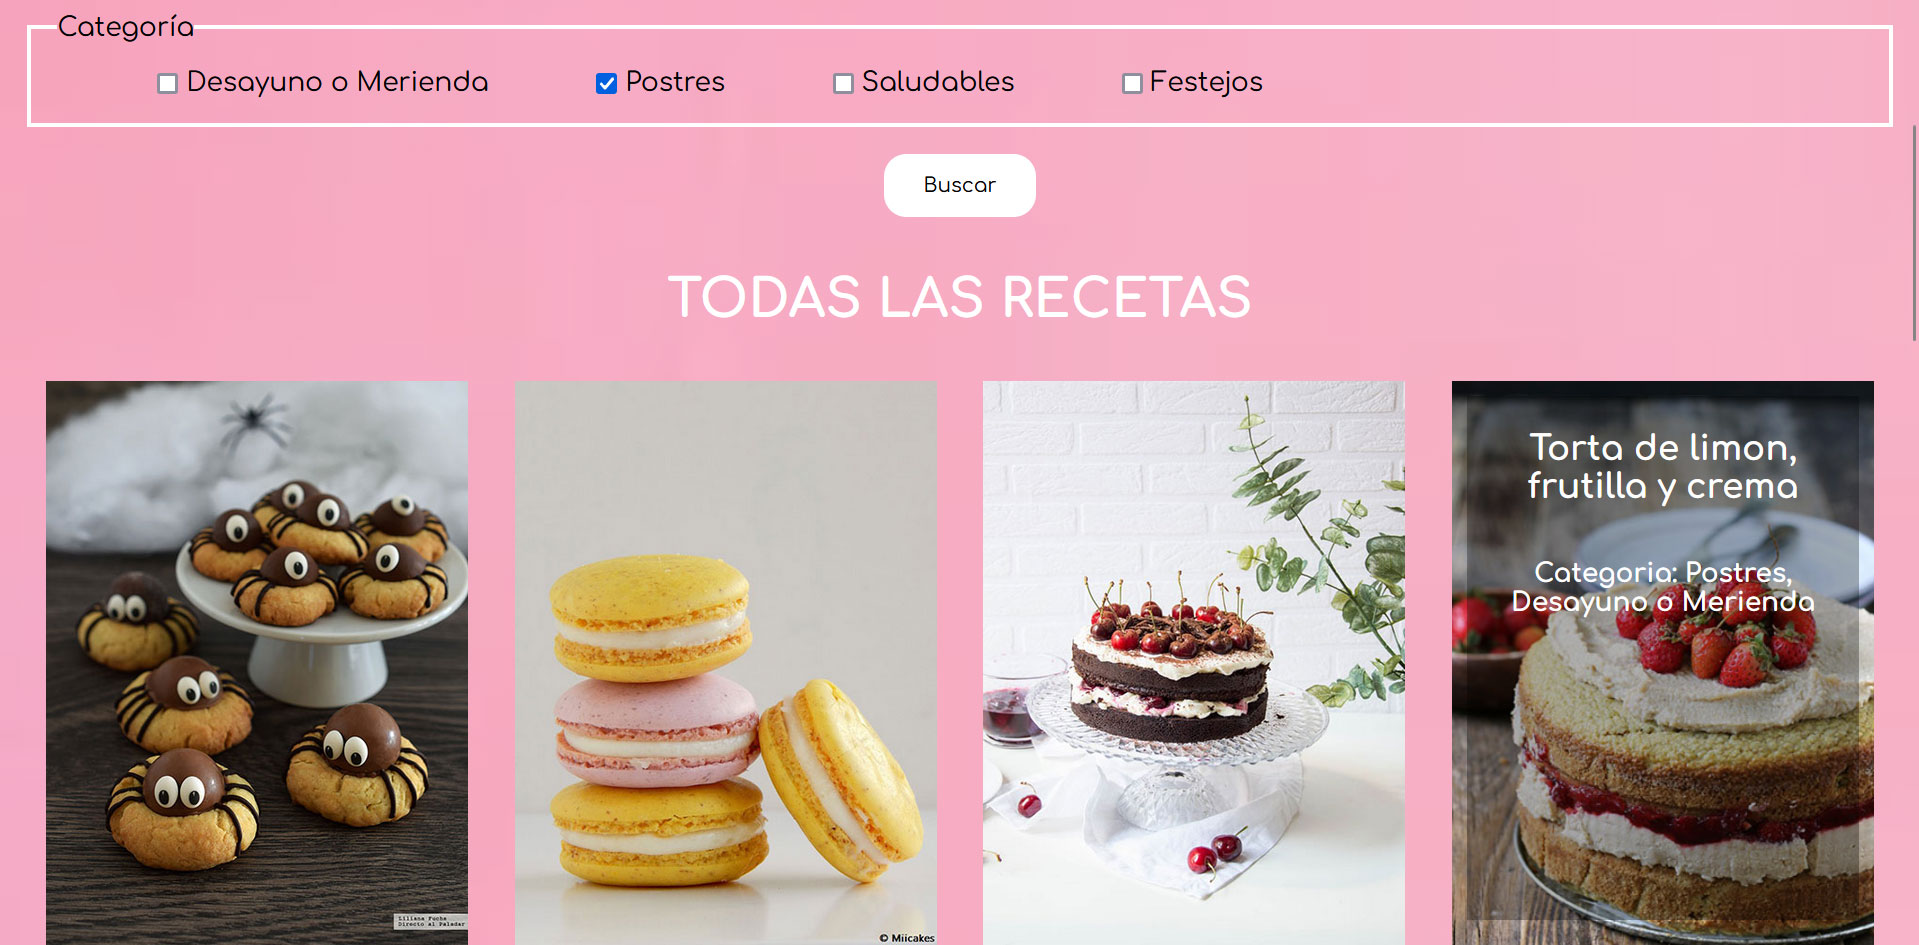 Categoría
Desayuno o Merienda
Postres
Saludables
Festejos
Buscar
TODAS LAS RECETAS
Torta de limon,
frutilla y crema
Categoria: Postres,
Desayuno o Merienda
Liliana Fuchs
Directo al Paladar
© Miicakes